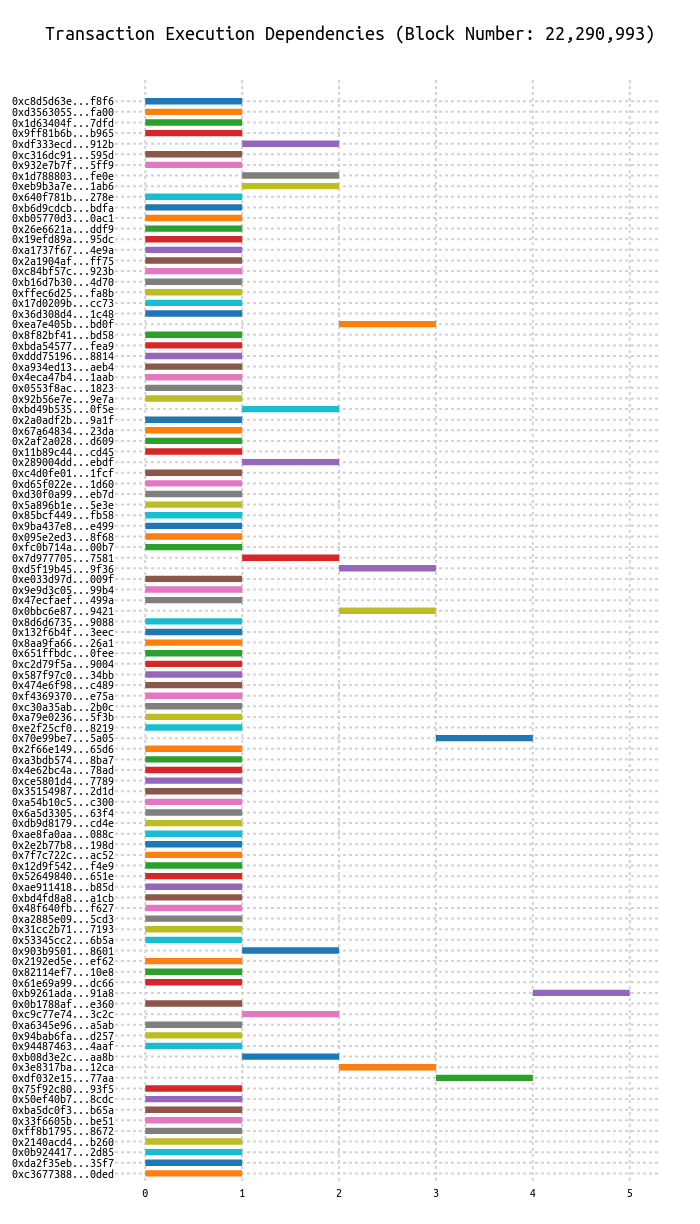 Transaction Execution Dependencies (Block Number: 22,290,993)
0xc8d5d63e...f8f6
0xd3563055...fa00
0x1d63404f...7dfd
0x9ff81b6b...b965
0xdf333ecd...912b
0xc316dc91...595d
0x932e7b7f...5ff9
0x1d788803...fe0e
0xeb9b3a7e...1ab6
0x640f781b...278e
0xb6d9cdcb...bdfa
0xb05770d3...0ac1
0x26e6621a...ddf9
0x19efd89a...95dc
0xa1737f67...4e9a
0x2a1904af...ff75
0xc84bf57c...923b
0xb16d7b30...4d70
0xffec6d25...fa8b
0x17d0209b...cc73
0x36d308d4...1c48
0xea7e405b...bd0f
0x8f82bf41...bd58
0xbda54577...fea9
0xddd75196...8814
0xa934ed13...aeb4
0x4eca47b4...1aab
0x0553f8ac...1823
0x92b56e7e...9e7a
0xbd49b535...0f5e
0x2a0adf2b...9a1f
0x67a64834...23da
0x2af2a028...d609
0x11b89c44...cd45
0x289004dd...ebdf
0xc4d0fe01...1fcf
0xd65f022e...1d60
0xd30f0a99...eb7d
0x5a896b1e...5e3e
0x85bcf449...fb58
0x9ba437e8...e499
0x095e2ed3...8f68
0xfc0b714a...00b7
0x7d977705...7581
0xd5f19b45...9f36
0xe033d97d...009f
0x9e9d3c05...99b4
0x47ecfaef...499a
0x0bbc6e87...9421
0x8d6d6735...9088
0x132f6b4f...3eec
0x8aa9fa66...26a1
0x651ffbdc...0fee
0xc2d79f5a...9004
0x587f97c0...34bb
0x474e6f98...c489
0xf4369370...e75a
0xc30a35ab...2b0c
0xa79e0236...5f3b
0xe2f25cf0...8219
0x70e99be7...5a05
0x2f66e149...65d6
0xa3bdb574...8ba7
0x4e62bc4a...78ad
0xce5801d4...7789
0x35154987...2d1d
0xa54b10c5...c300
0x6a5d3305...63f4
0xdb9d8179...cd4e
0xae8fa0aa...088c
0x2e2b77b8...198d
0x7f7c722c...ac52
0x12d9f542...f4e9
0x52649840...651e
0xae911418...b85d
0xbd4fd8a8...a1cb
0x48f640fb...f627
0xa2885e09...5cd3
0x31cc2b71...7193
0x53345cc2...6b5a
0x903b9501...8601
0x2192ed5e...ef62
0x82114ef7...10e8
0x61e69a99...dc66
0xb9261ada...91a8
0x0b1788af...e360
0xc9c77e74...3c2c
0xa6345e96...a5ab
0x94bab6fa...d257
0x94487463...4aaf
0xb08d3e2c...aa8b
0x3e8317ba...12ca
0xdf032e15...77aa
0x75f92c80...93f5
0x50ef40b7...8cdc
0xba5dc0f3...b65a
0x33f6605b...be51
0xff8b1795...8672
0x2140acd4...b260
0x0b924417...2d85
0xda2f35eb...35f7
0xc3677388...0ded
0 1 2 3 4 5